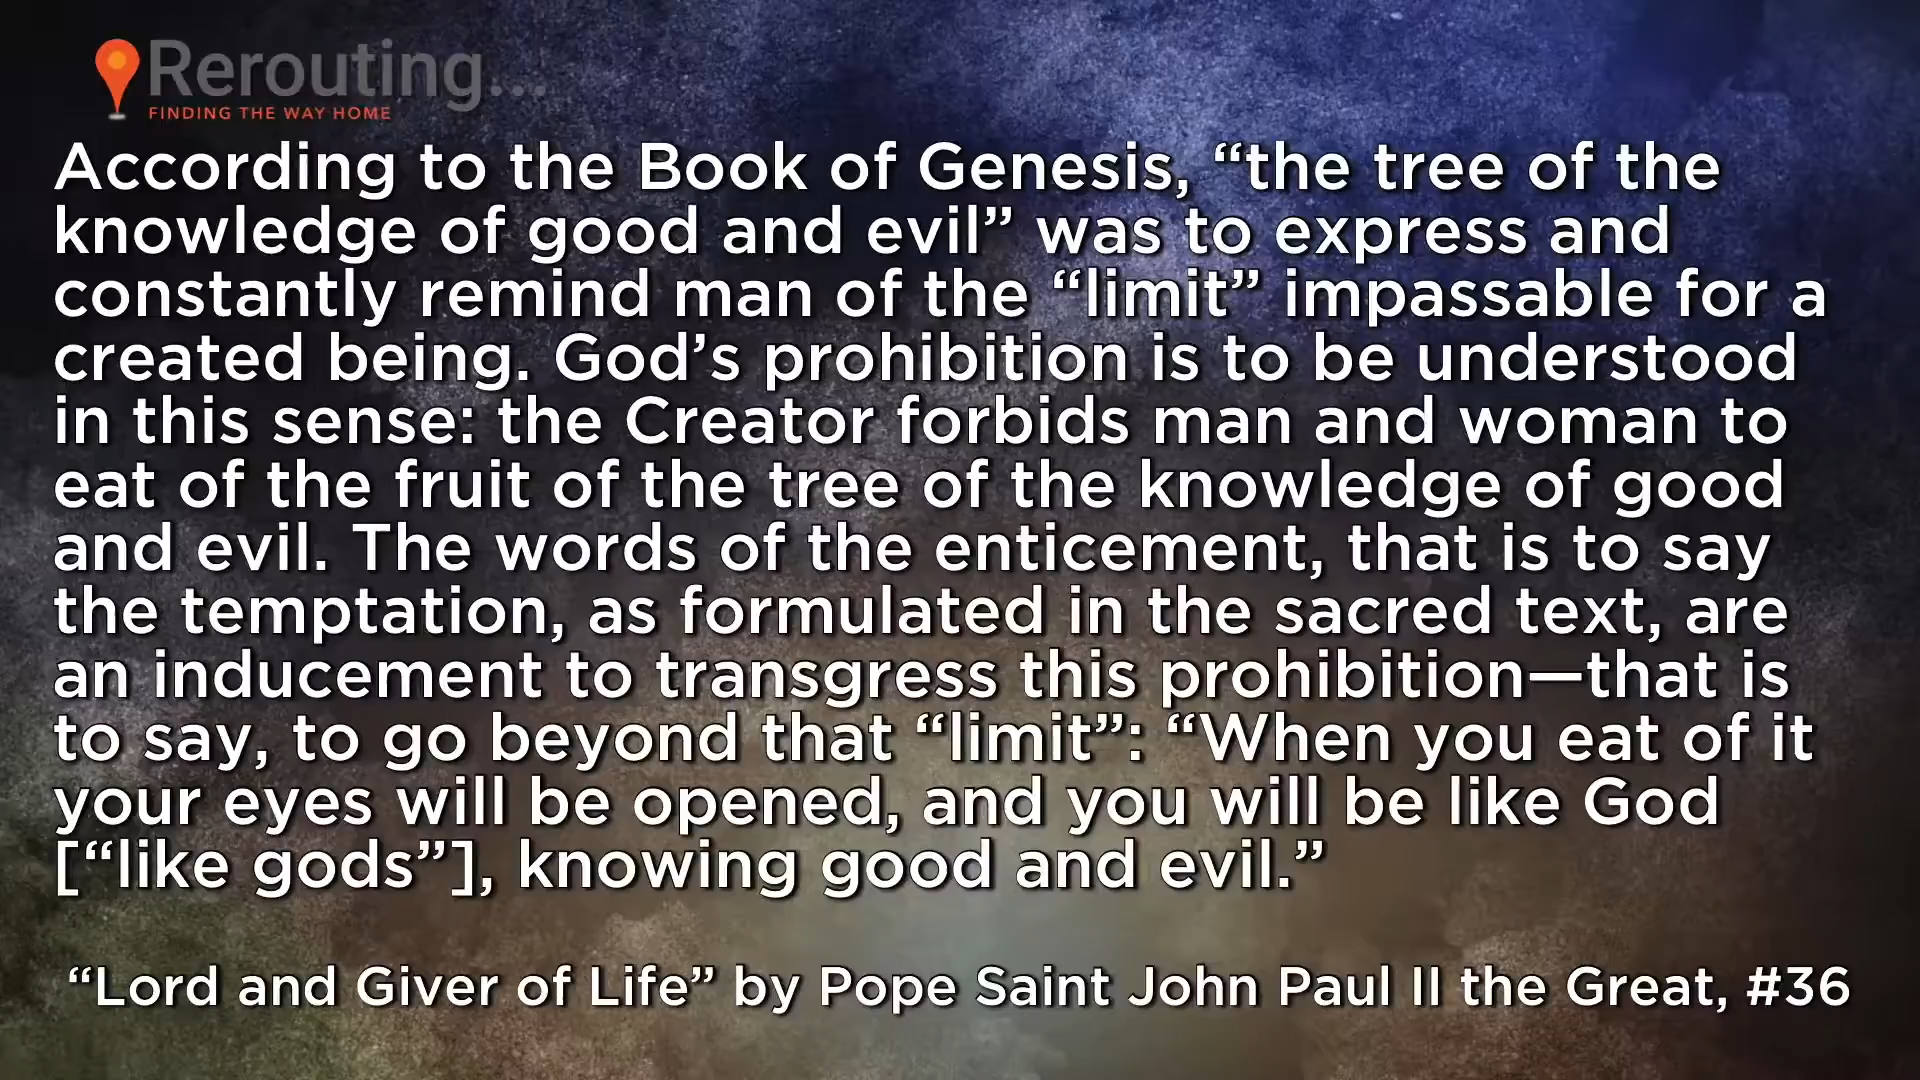 Rerouting...
FINDING THE WAY HOME
According to the Book of Genesis, “the tree of the
knowledge of good and evil” was to express and
constantly remind man of the “limit” impassable for a
created being. God’s prohibition is to be understood
in this sense: the Creator forbids man and woman to
eat of the fruit of the tree of the knowledge of good
and evil. The words of the enticement, that is to say
the temptation, as formulated in the sacred text, are
an inducement to transgress this prohibition—that is
to say, to go beyond that “limit”: “When you eat of it
your eyes will be opened, and you will be like God
[“like gods”], knowing good and evil.”
“Lord and Giver of Life” by Pope Saint John Paul II the Great, #36